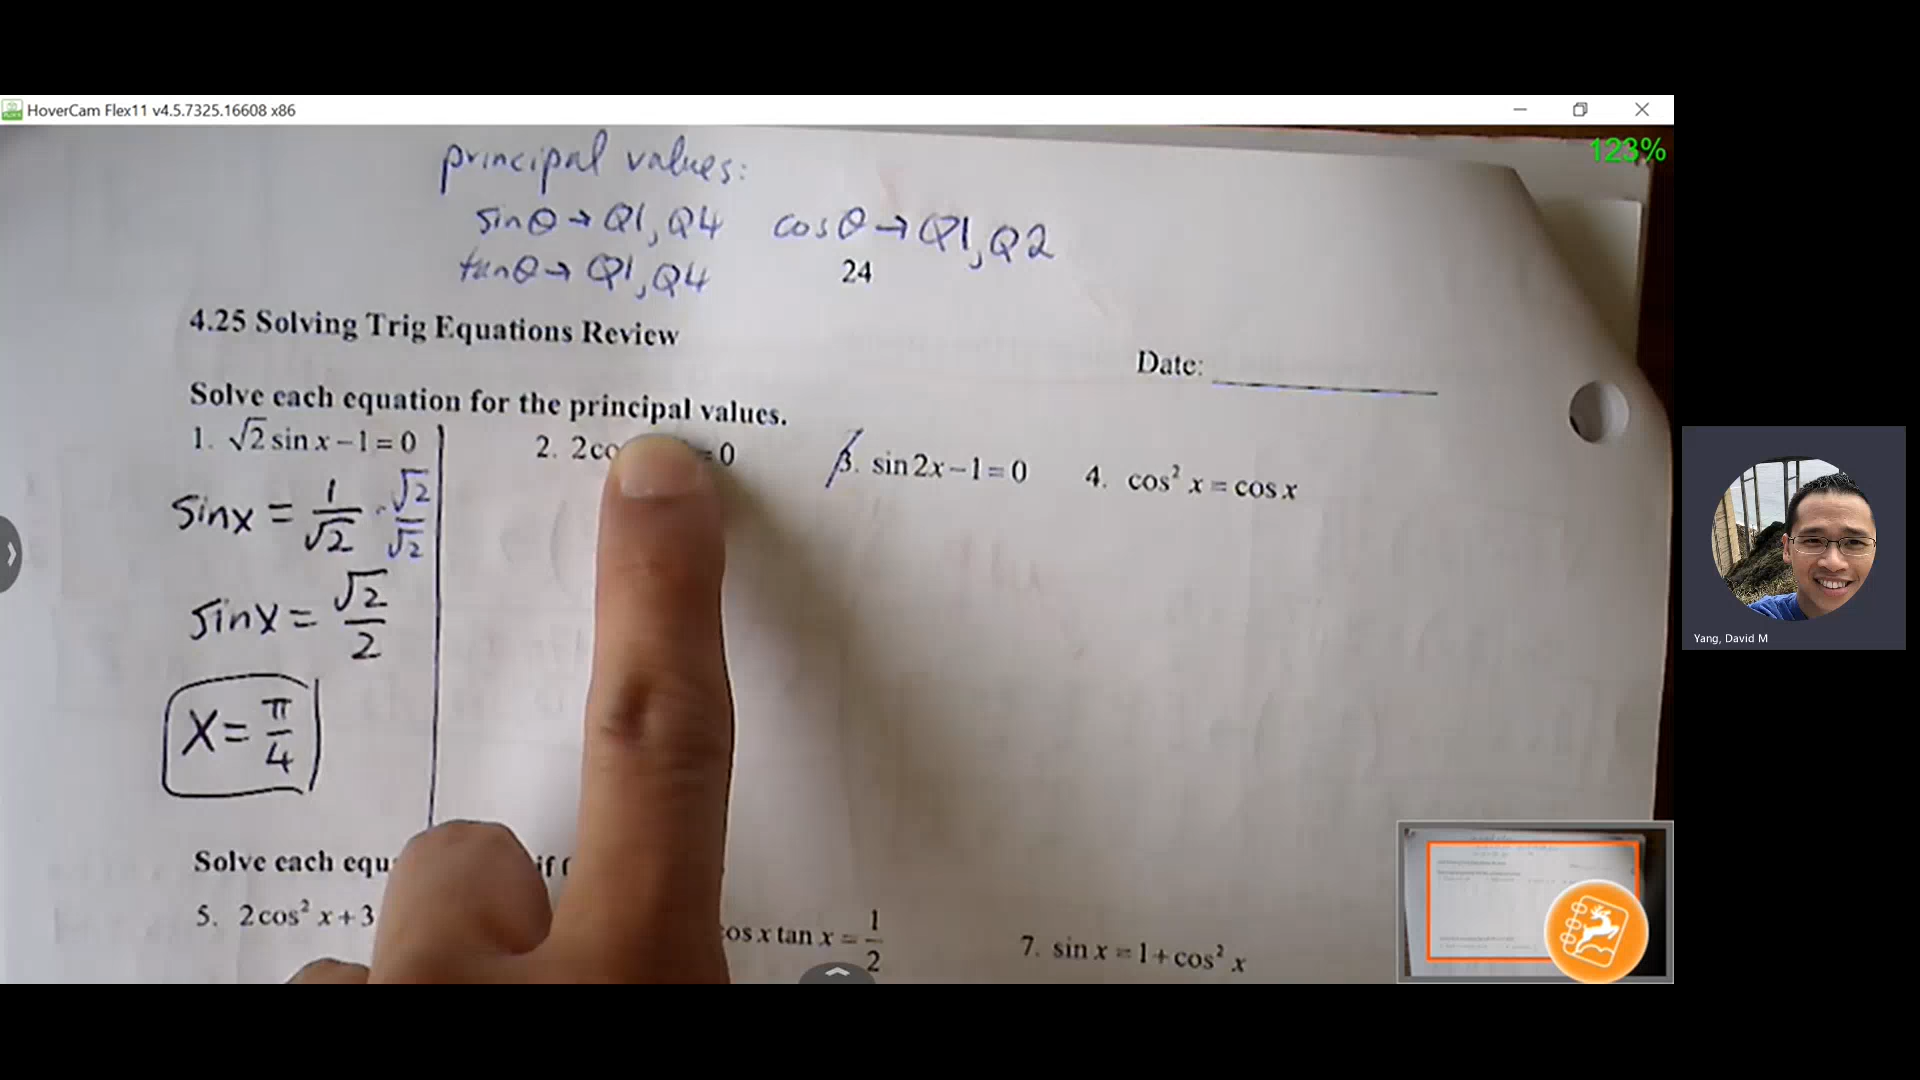 HoverCam Flex11 v4.5.7325.16608 x86
123%
principal values:
sinθ → Q1, Q4 cosθ → Q1, Q2
tanθ → Q1, Q4
24
4.25 Solving Trig Equations Review
Date:
Solve each equation for the principal values.
1. √2 sin x − 1 = 0
2. = 0
3. sin 2x − 1 = 0
4. cos² x = cos x
sinx = 1/√2 · √2/√2
sinx = √2/2
x = π/4
Solve each if
5. 2cos² x + 3
x tan x = 1/2
7. sin x = 1 + cos² x
Yang, David M